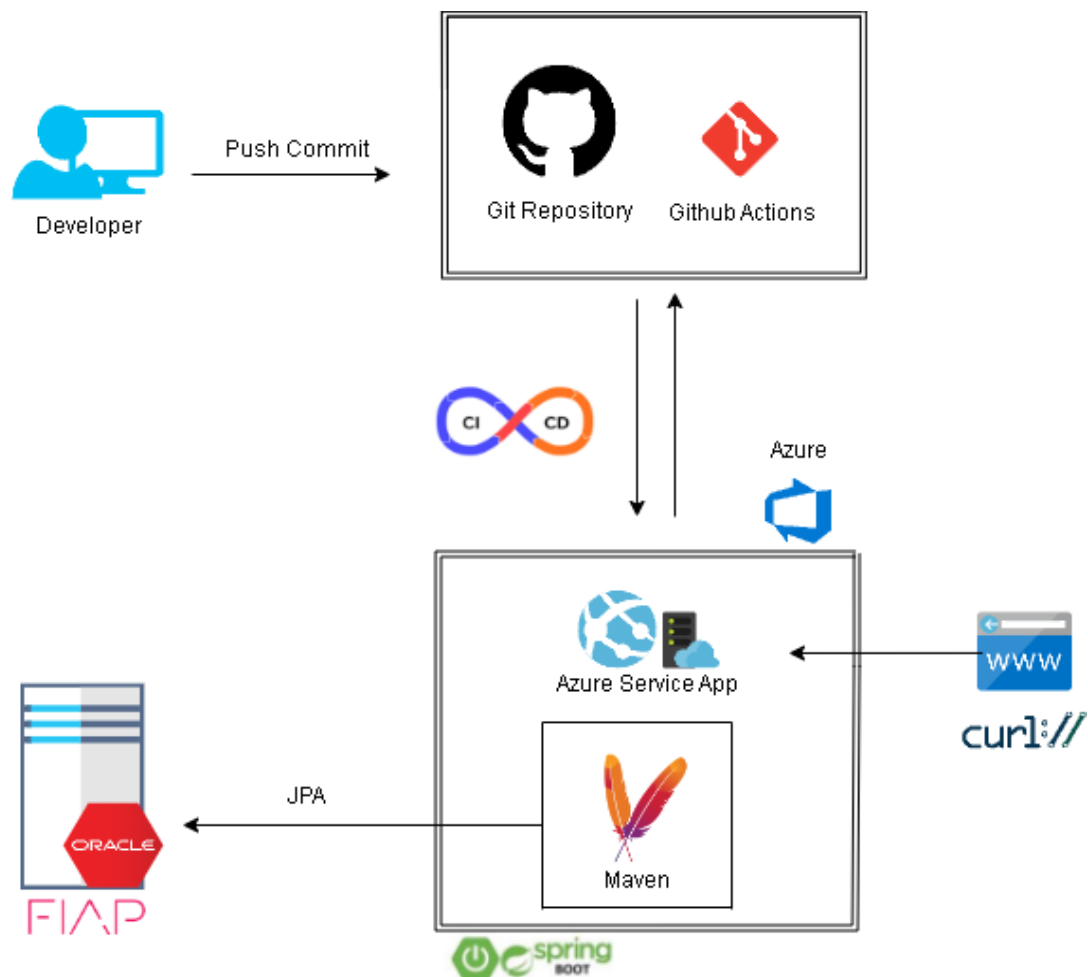 Push Commit
Developer
Git Repository
Github Actions
CI
CD
Azure
Azure Service App
WWW
curl://
JPA
ORACLE
FIAP
Maven
spring
BOOT